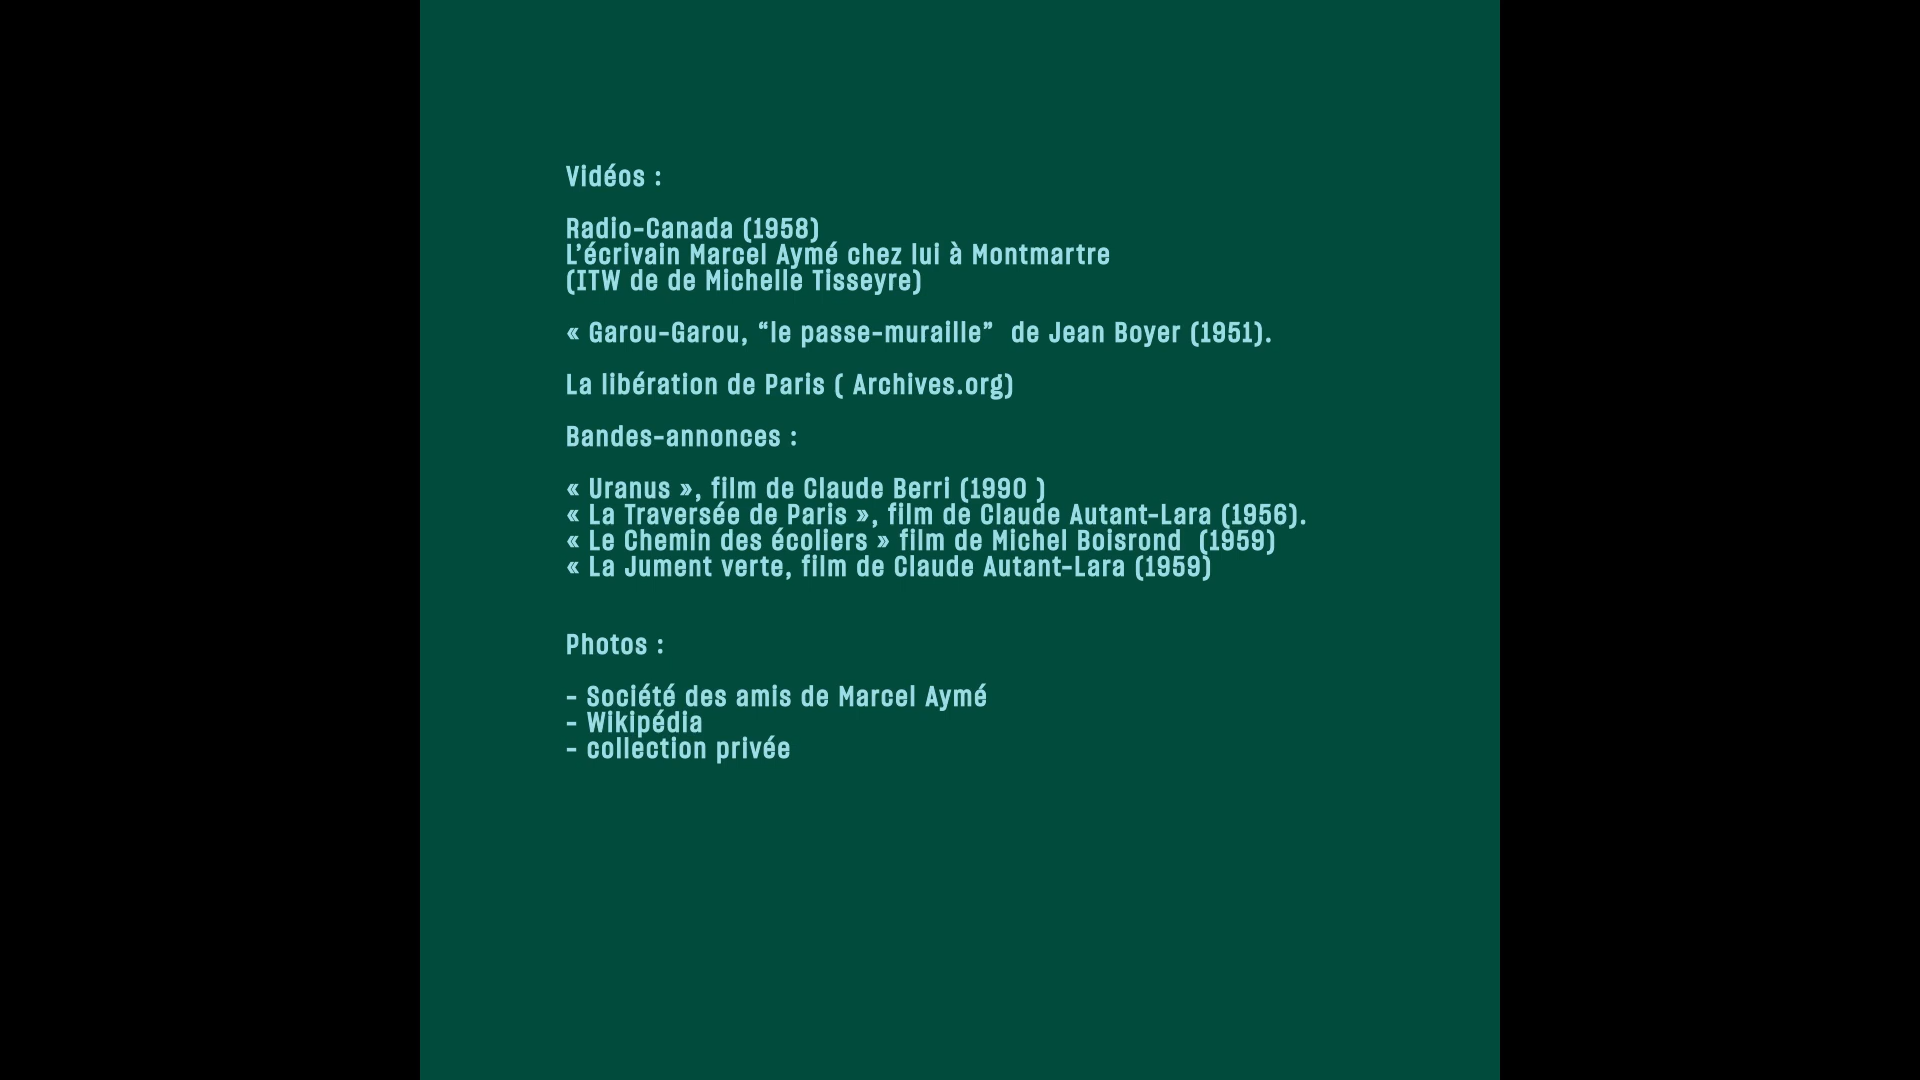 Vidéos :
Radio-Canada (1958)
L’écrivain Marcel Aymé chez lui à Montmartre
(ITW de de Michelle Tisseyre)
« Garou-Garou, “le passe-muraille”  de Jean Boyer (1951).
La libération de Paris ( Archives.org)
Bandes-annonces :
« Uranus », film de Claude Berri (1990 )
« La Traversée de Paris », film de Claude Autant-Lara (1956).
« Le Chemin des écoliers » film de Michel Boisrond  (1959)
« La Jument verte, film de Claude Autant-Lara (1959)
Photos :
- Société des amis de Marcel Aymé
- Wikipédia
- collection privée